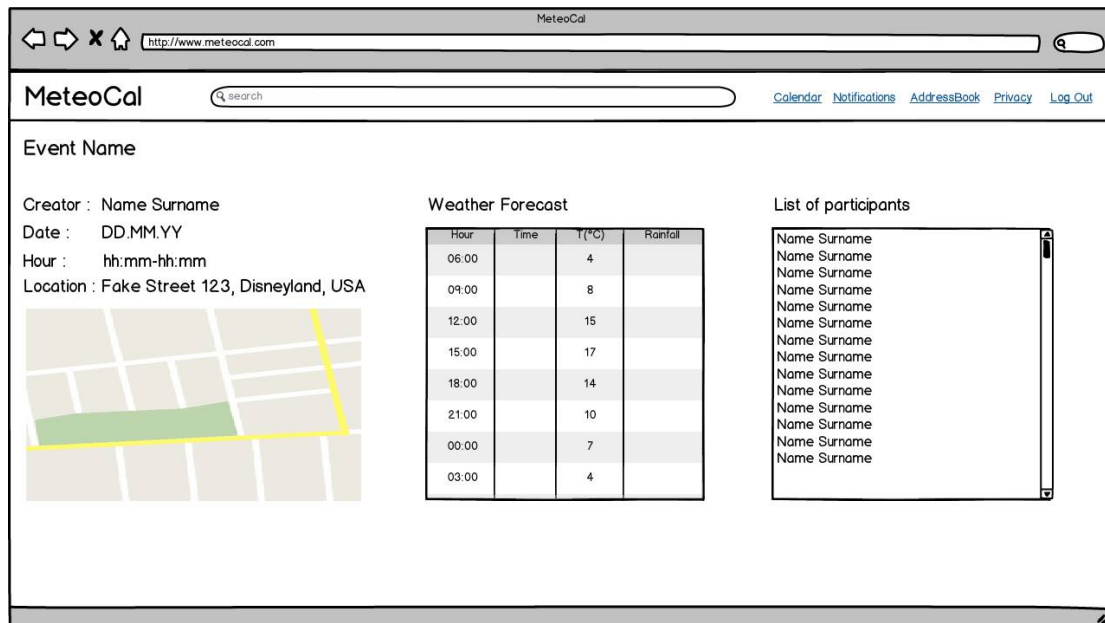 MeteoCal
http://www.meteocal.com
MeteoCal
search
Calendar Notifications AddressBook Privacy Log Out
Event Name
Creator : Name Surname
Date : DD.MM.YY
Hour : hh:mm-hh:mm
Location : Fake Street 123, Disneyland, USA
Weather Forecast
Hour Time T(°C) Rainfall
06:00 4
09:00 8
12:00 15
15:00 17
18:00 14
21:00 10
00:00 7
03:00 4
List of participants
Name Surname
Name Surname
Name Surname
Name Surname
Name Surname
Name Surname
Name Surname
Name Surname
Name Surname
Name Surname
Name Surname
Name Surname
Name Surname
Name Surname